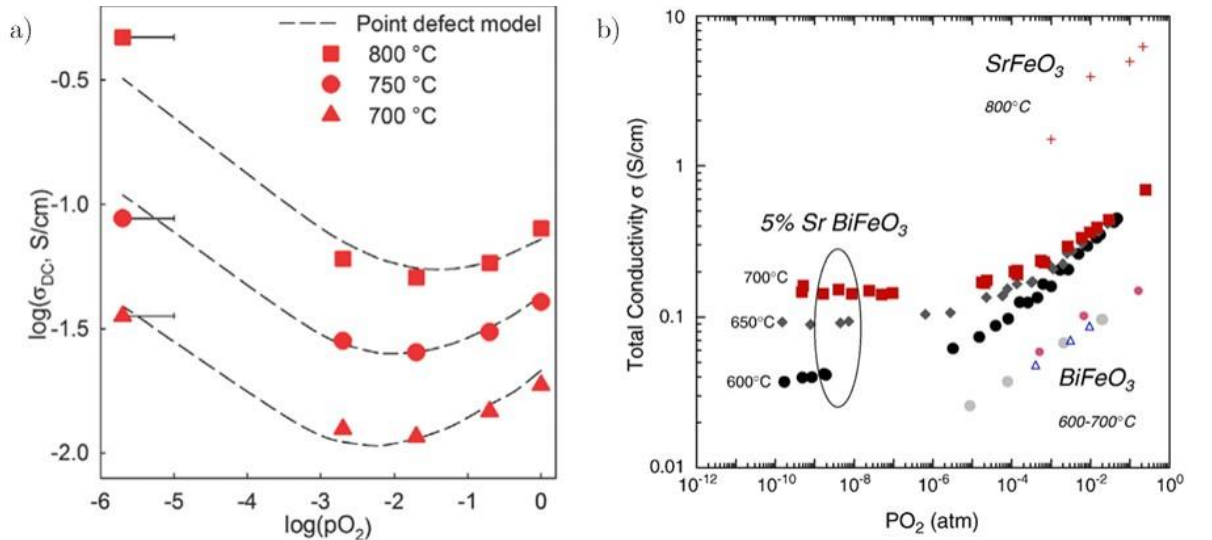 a)
Point defect model
800 °C
750 °C
700 °C
-0.5
-1.0
-1.5
-2.0
log(σDC, S/cm)
-6 -5 -4 -3 -2 -1 0
log(pO2)
b)
10
1
0.1
0.01
Total Conductivity σ (S/cm)
SrFeO3
800°C
5% Sr BiFeO3
700°C
650°C
600°C
BiFeO3
600-700°C
10-12 10-10 10-8 10-6 10-4 10-2 100
PO2 (atm)